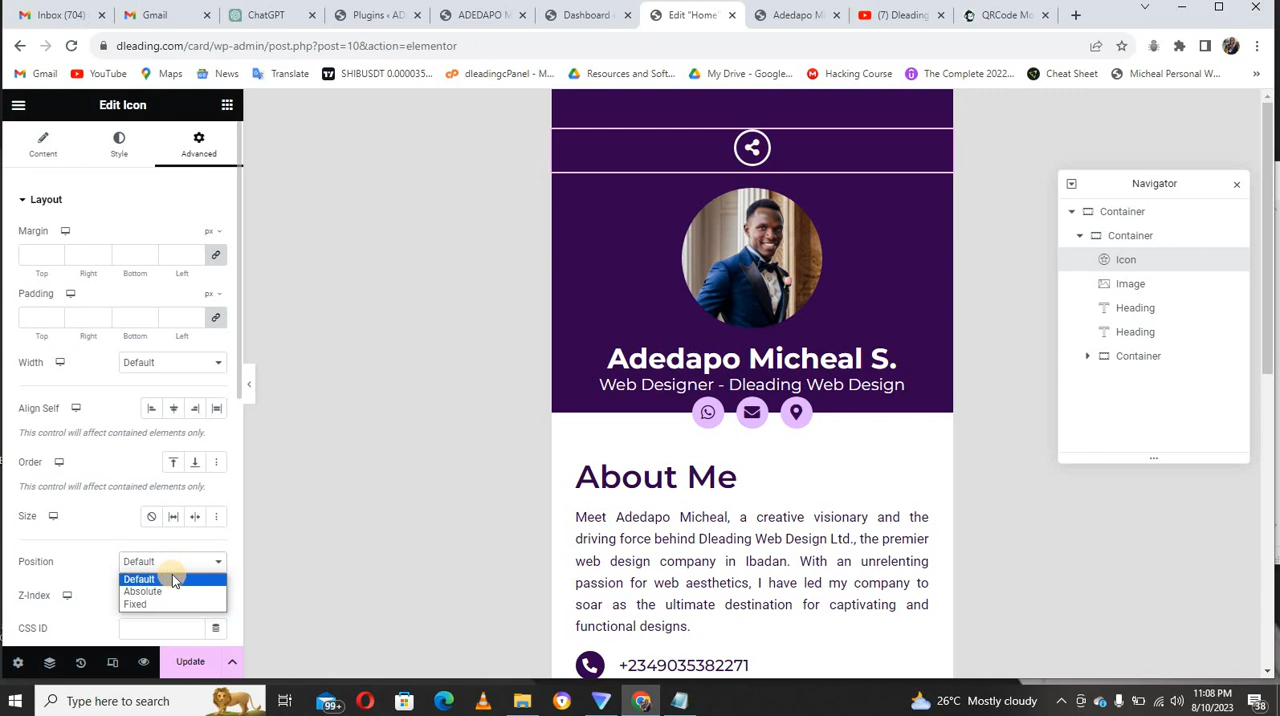 Inbox (704)
Gmail
ChatGPT
Plugins ‹ AD
ADEDAPO M
Dashboard ‹
Edit "Home"
Adedapo Mic
(7) Dleading
QRCode Mo
dleading.com/card/wp-admin/post.php?post=10&action=elementor
Gmail
YouTube
Maps
News
Translate
SHIBUSDT 0.000035...
dleadingcPanel - M...
Resources and Soft...
My Drive - Google...
Hacking Course
The Complete 2022...
Cheat Sheet
Micheal Personal W...
Edit Icon
Content
Style
Advanced
Layout
Margin
px
Top
Right
Bottom
Left
Padding
px
Top
Right
Bottom
Left
Width
Default
Align Self
This control will affect contained elements only.
Order
This control will affect contained elements only.
Size
Position
Default
Default
Absolute
Fixed
Z-Index
CSS ID
Update
Adedapo Micheal S.
Web Designer - Dleading Web Design
About Me
Meet Adedapo Micheal, a creative visionary and the
driving force behind Dleading Web Design Ltd., the premier
web design company in Ibadan. With an unrelenting
passion for web aesthetics, I have led my company to
soar as the ultimate destination for captivating and
functional designs.
+2349035382271
Navigator
Container
Container
Icon
Image
Heading
Heading
Container
Type here to search
99+
26°C Mostly cloudy
11:08 PM
8/10/2023
38